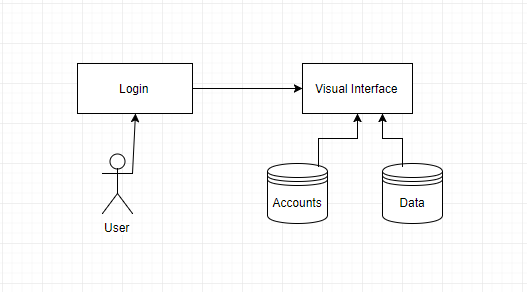 Login
Visual Interface
Accounts
Data
User